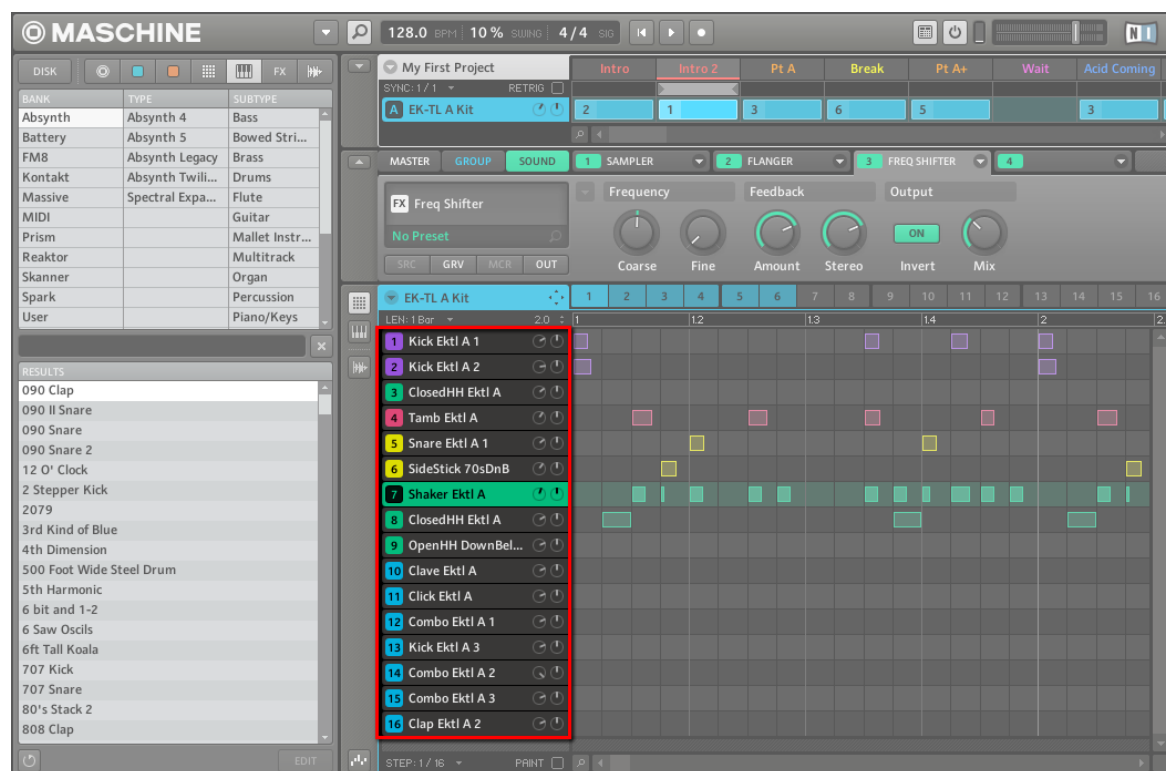 MASCHINE
128.0 BPM 10 % SWING 4/4 SIG
NI
DISK FX
BANK TYPE SUBTYPE
Absynth Absynth 4 Bass
Battery Absynth 5 Bowed Stri...
FM8 Absynth Legacy Brass
Kontakt Absynth Twili... Drums
Massive Spectral Expa... Flute
MIDI Guitar
Prism Mallet Instr...
Reaktor Multitrack
Skanner Organ
Spark Percussion
User Piano/Keys
RESULTS
090 Clap
090 II Snare
090 Snare
090 Snare 2
12 O' Clock
2 Stepper Kick
2079
3rd Kind of Blue
4th Dimension
500 Foot Wide Steel Drum
5th Harmonic
6 bit and 1-2
6 Saw Oscils
6ft Tall Koala
707 Kick
707 Snare
80's Stack 2
808 Clap
EDIT
My First Project Intro Intro 2 Pt A Break Pt A+ Wait Acid Coming
SYNC: 1/1 RETRIG
A EK-TL A Kit 2 1 3 6 5 3
MASTER GROUP SOUND 1 SAMPLER 2 FLANGER 3 FREQ SHIFTER 4
FX Freq Shifter
No Preset
SRC GRV MCR OUT
Frequency Feedback Output
ON
Coarse Fine Amount Stereo Invert Mix
EK-TL A Kit 1 2 3 4 5 6 7 8 9 10 11 12 13 14 15 16
LEN: 1 Bar 2.0 1 1.2 1.3 1.4 2 2.
1 Kick Ektl A 1
2 Kick Ektl A 2
3 ClosedHH Ektl A
4 Tamb Ektl A
5 Snare Ektl A 1
6 SideStick 70sDnB
7 Shaker Ektl A
8 ClosedHH Ektl A
9 OpenHH DownBel...
10 Clave Ektl A
11 Click Ektl A
12 Combo Ektl A 1
13 Kick Ektl A 3
14 Combo Ektl A 2
15 Combo Ektl A 3
16 Clap Ektl A 2
STEP: 1/16 PAINT